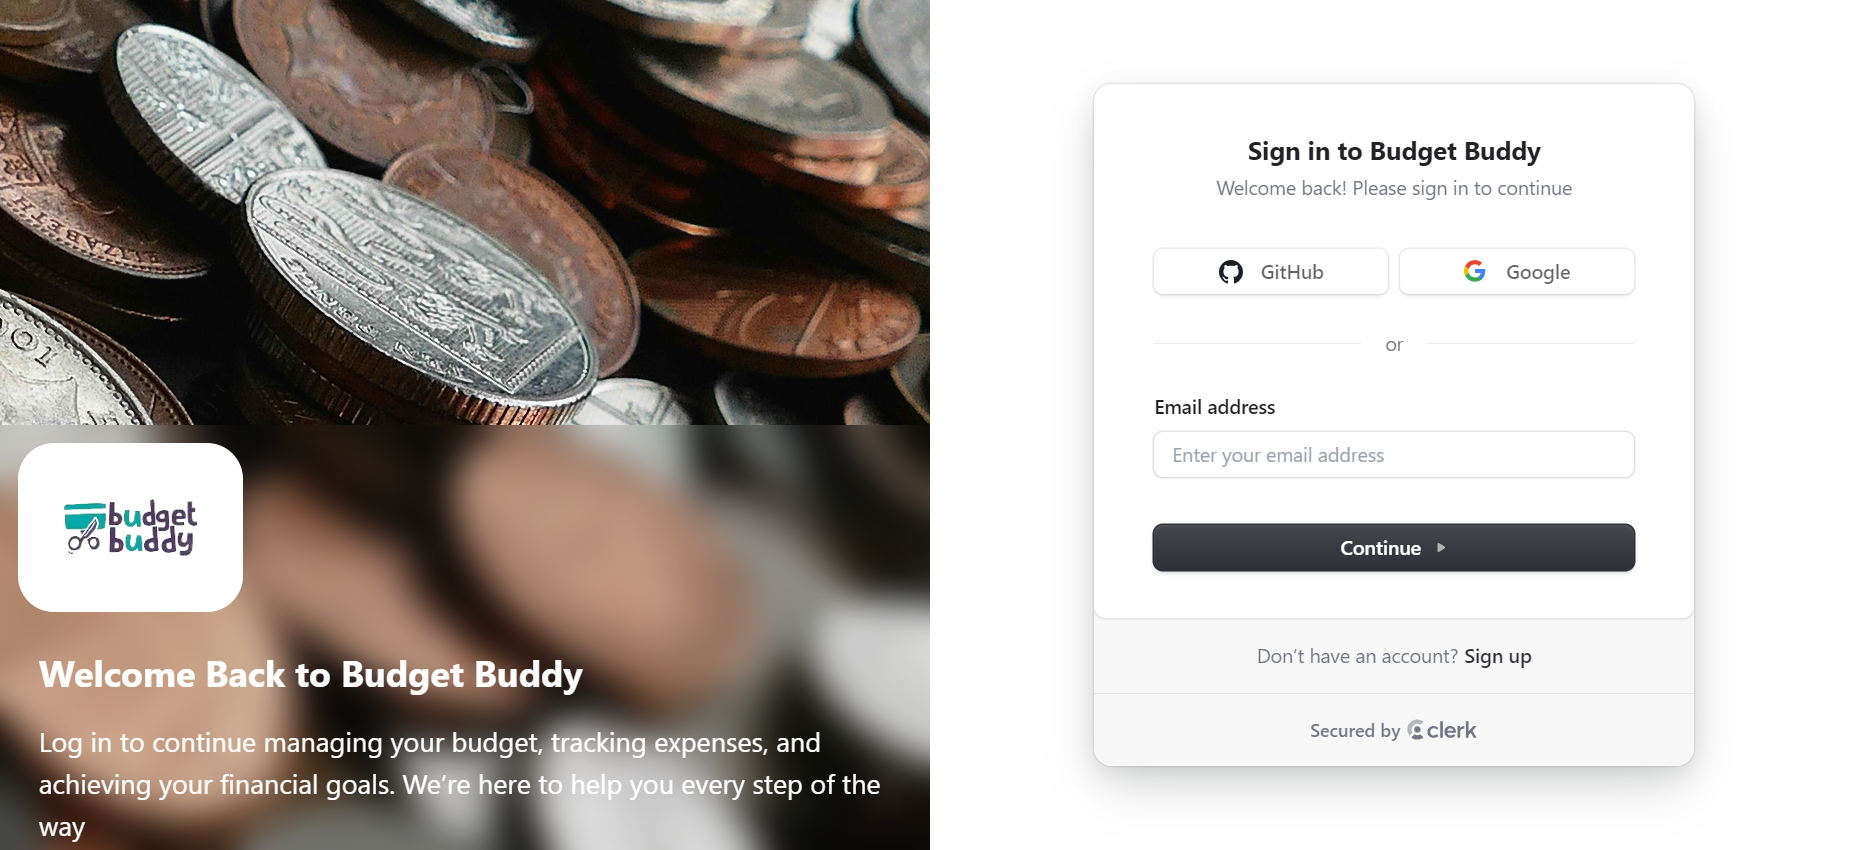 budget
buddy
Welcome Back to Budget Buddy
Log in to continue managing your budget, tracking expenses, and
achieving your financial goals. We’re here to help you every step of the
way
Sign in to Budget Buddy
Welcome back! Please sign in to continue
GitHub
Google
or
Email address
Enter your email address
Continue
Don’t have an account? Sign up
Secured by clerk